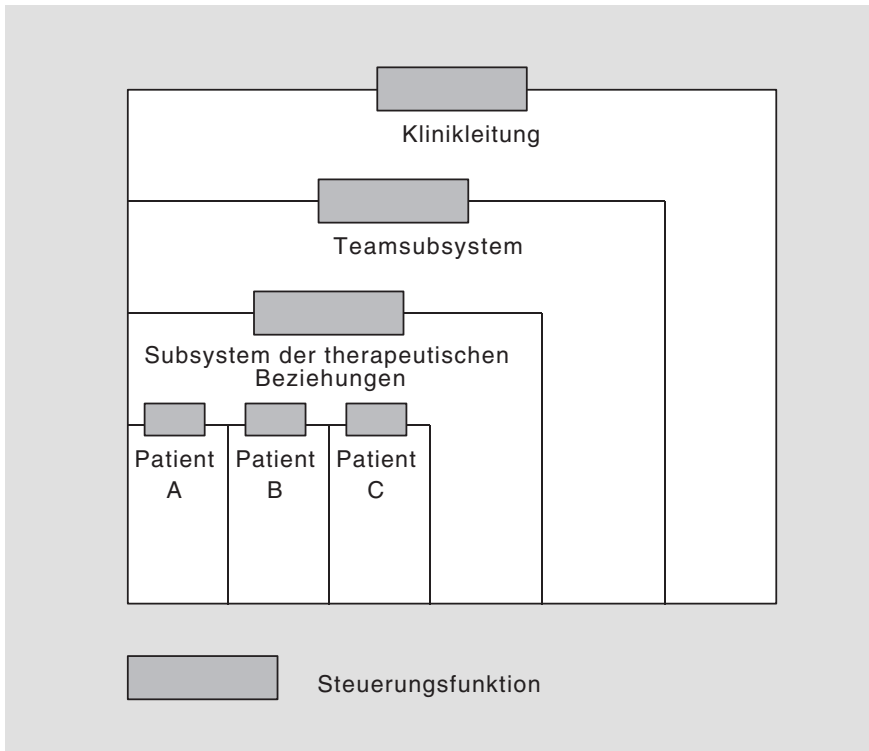 Klinikleitung
Teamsubsystem
Subsystem der therapeutischen
Beziehungen
Patient Patient Patient
A B C
Steuerungsfunktion